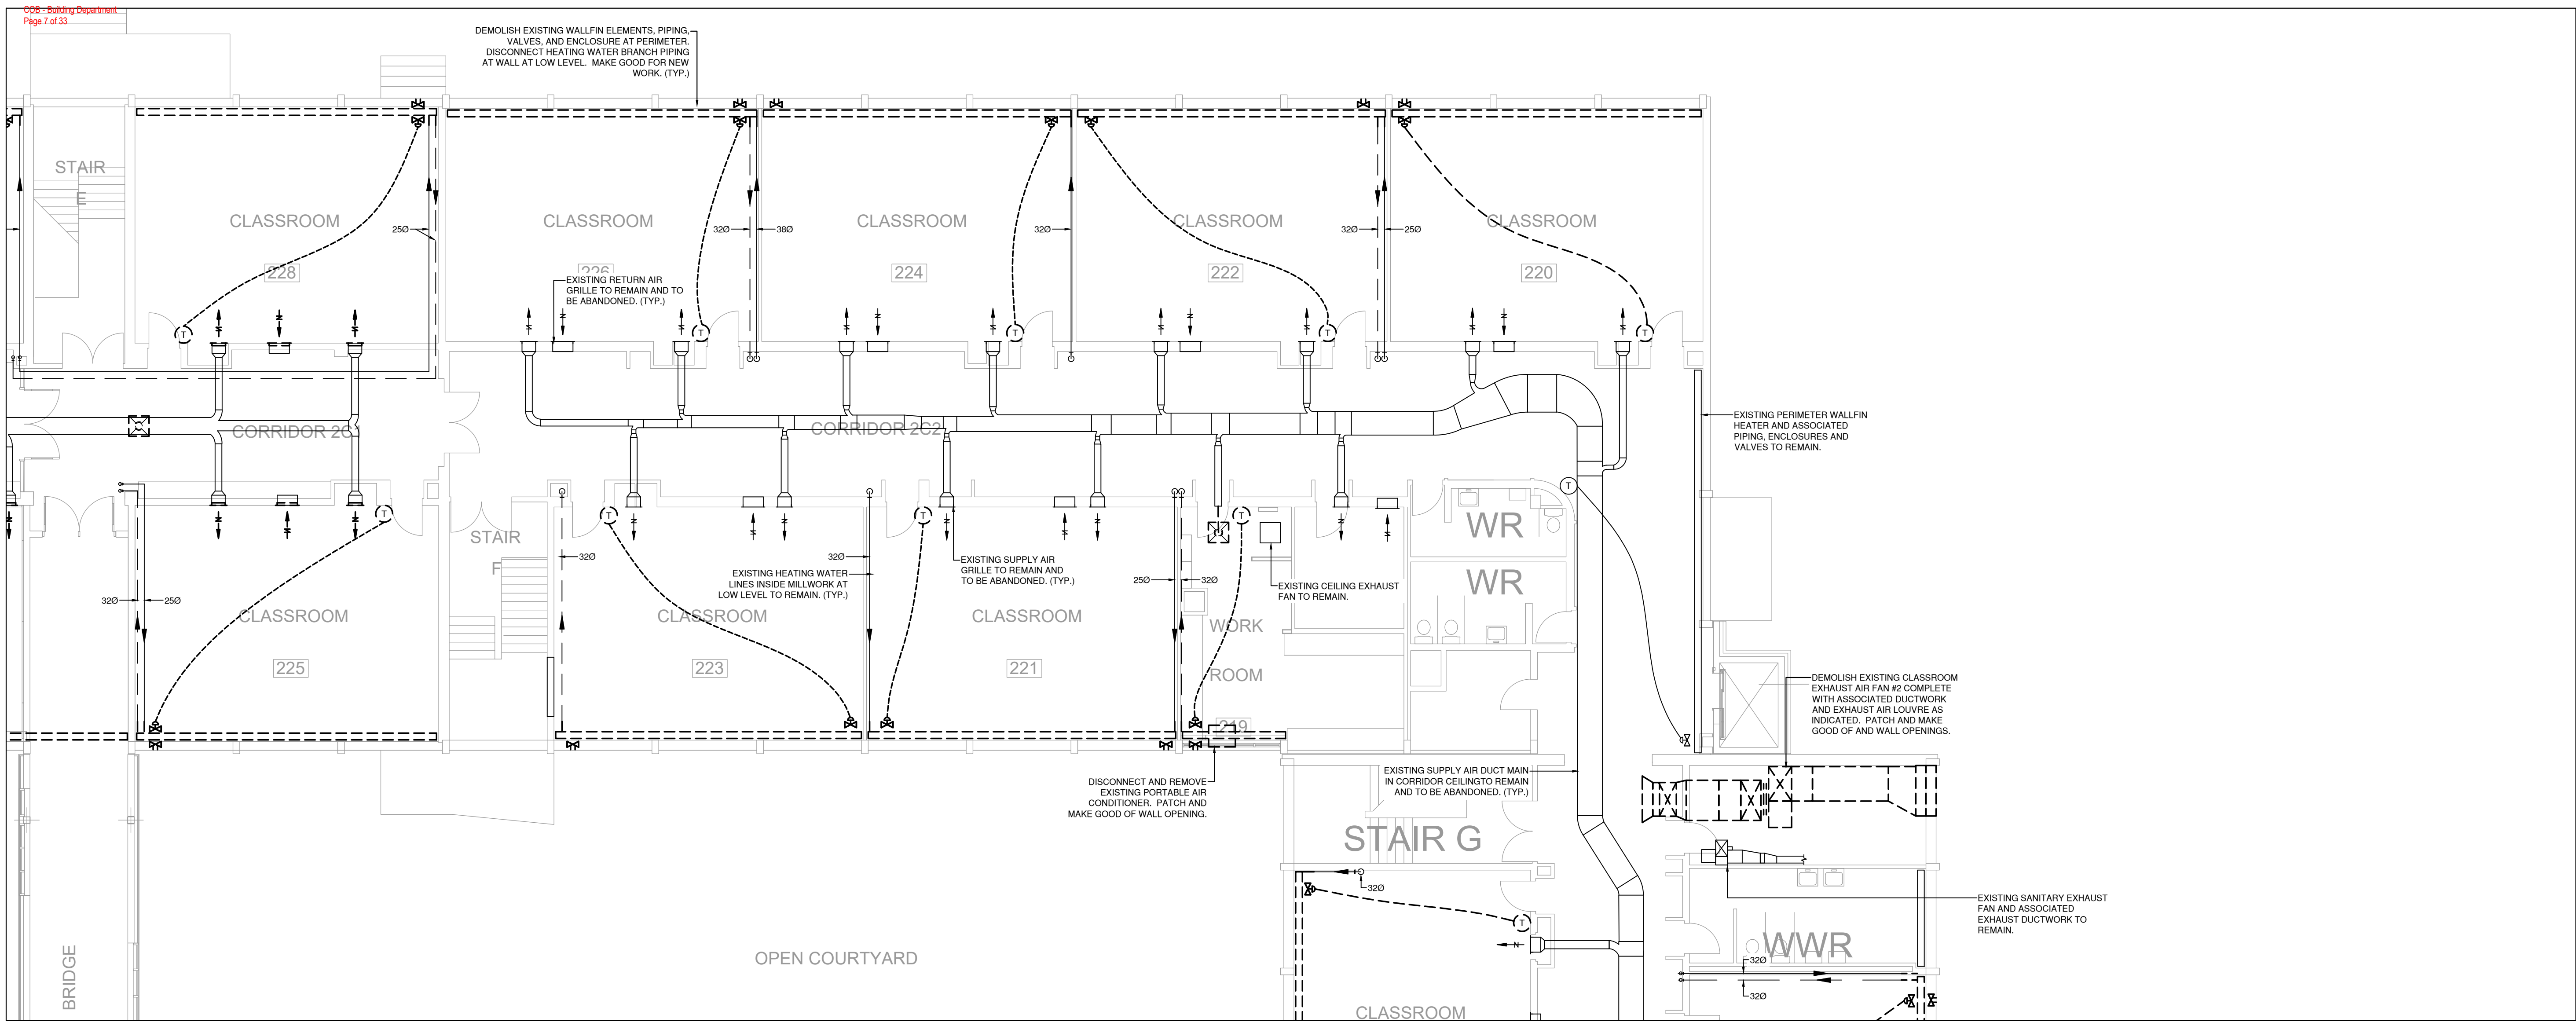 COB - Building Department
Page 7 of 33
DEMOLISH EXISTING WALLFIN ELEMENTS, PIPING,
VALVES, AND ENCLOSURE AT PERIMETER.
DISCONNECT HEATING WATER BRANCH PIPING
AT WALL AT LOW LEVEL. MAKE GOOD FOR NEW
WORK. (TYP.)
STAIR
E
CLASSROOM
228
25Ø
CLASSROOM
226
32Ø
38Ø
CLASSROOM
224
32Ø
CLASSROOM
222
32Ø
25Ø
CLASSROOM
220
EXISTING RETURN AIR
GRILLE TO REMAIN AND TO
BE ABANDONED. (TYP.)
T
T
T
T
T
CORRIDOR 2C
CORRIDOR 2C2
EXISTING PERIMETER WALLFIN
HEATER AND ASSOCIATED
PIPING, ENCLOSURES AND
VALVES TO REMAIN.
T
T
T
T
T
STAIR
F
32Ø
25Ø
CLASSROOM
225
32Ø
CLASSROOM
223
EXISTING HEATING WATER
LINES INSIDE MILLWORK AT
LOW LEVEL TO REMAIN. (TYP.)
32Ø
EXISTING SUPPLY AIR
GRILLE TO REMAIN AND
TO BE ABANDONED. (TYP.)
CLASSROOM
221
25Ø
32Ø
WORK
ROOM
219
EXISTING CEILING EXHAUST
FAN TO REMAIN.
WR
WR
DEMOLISH EXISTING CLASSROOM
EXHAUST AIR FAN #2 COMPLETE
WITH ASSOCIATED DUCTWORK
AND EXHAUST AIR LOUVRE AS
INDICATED. PATCH AND MAKE
GOOD OF AND WALL OPENINGS.
DISCONNECT AND REMOVE
EXISTING PORTABLE AIR
CONDITIONER. PATCH AND
MAKE GOOD OF WALL OPENING.
EXISTING SUPPLY AIR DUCT MAIN
IN CORRIDOR CEILINGTO REMAIN
AND TO BE ABANDONED. (TYP.)
STAIR G
32Ø
T
EXISTING SANITARY EXHAUST
FAN AND ASSOCIATED
EXHAUST DUCTWORK TO
REMAIN.
WWR
32Ø
32Ø
BRIDGE
OPEN COURTYARD
CLASSROOM